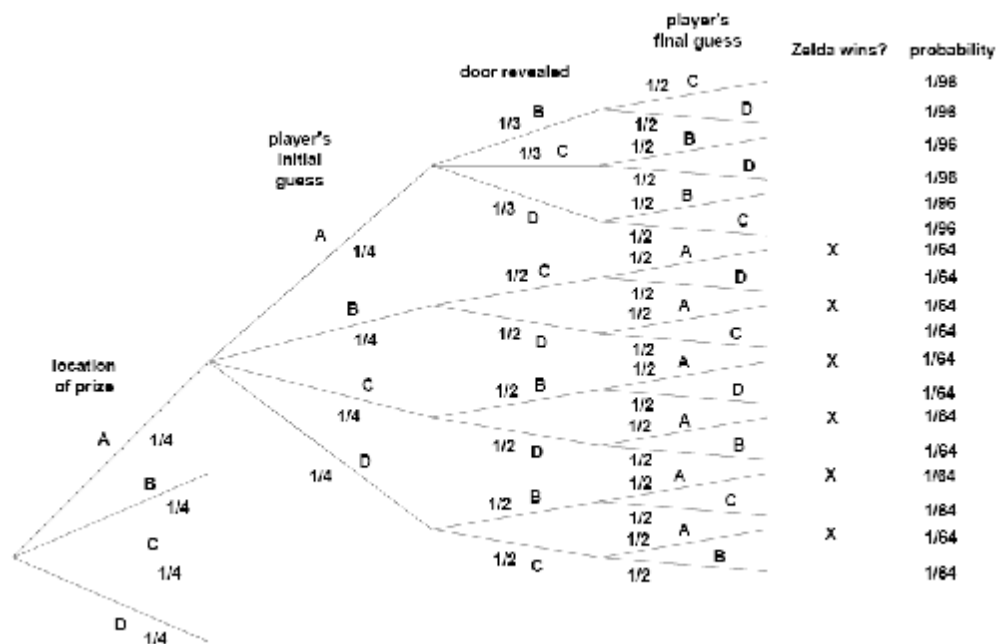 player's
final guess
Zelda wins?
probability
door revealed
player's
initial
guess
location
of prize
A
1/4
B
1/4
C
1/4
D
1/4
A
1/4
B
1/4
C
1/4
D
1/4
B
1/3
C
1/3
D
1/3
C
1/2
D
1/2
B
1/2
D
1/2
B
1/2
C
1/2
1/2 C
1/96
1/2 D
1/96
1/2 B
1/96
1/2 D
1/96
1/2 B
1/96
1/2 C
1/96
1/2 A
X
1/64
1/2 D
1/64
1/2 A
X
1/64
1/2 C
1/64
1/2 A
X
1/64
1/2 D
1/64
1/2 A
X
1/64
1/2 B
1/64
1/2 A
X
1/64
1/2 C
1/64
1/2 A
X
1/64
1/2 B
1/64